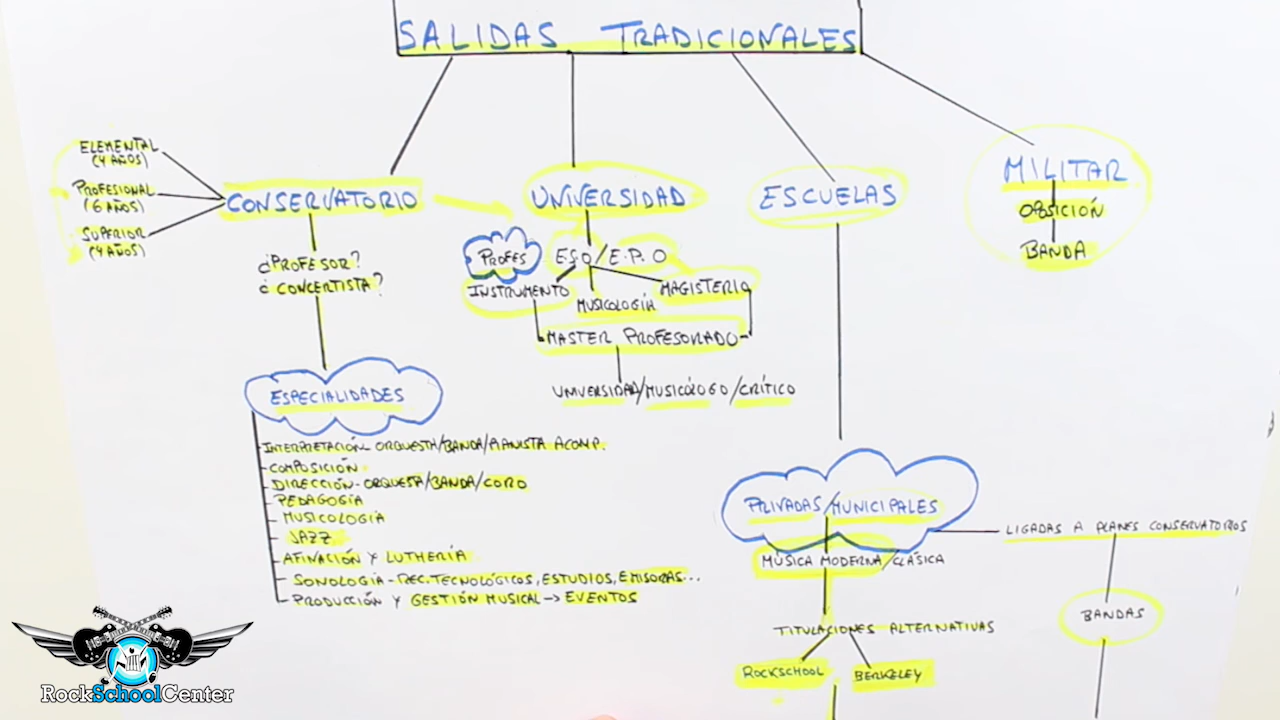 SALIDAS TRADICIONALES
ELEMENTAL
(4 AÑOS)
PROFESIONAL
(6 AÑOS)
SUPERIOR
(4 AÑOS)
CONSERVATORIO
¿PROFESOR?
¿CONCERTISTA?
ESPECIALIDADES
INTERPRETACIÓN ORQUESTA/BANDA/PIANISTA ACOMP.
COMPOSICIÓN
DIRECCIÓN-ORQUESTA/BANDA/CORO
PEDAGOGÍA
MUSICOLOGÍA
JAZZ
AFINACIÓN Y LUTHERÍA
SONOLOGÍA-REC.TECNOLÓGICOS, ESTUDIOS, EMISORAS...
PRODUCCIÓN Y GESTIÓN MUSICAL → EVENTOS
UNIVERSIDAD
PROFES
E.S.O/E.P.O
INSTRUMENTO
MUSICOLOGÍA
MAGISTERIO
MASTER PROFESORADO
UNIVERSIDAD/MUSICÓLOGO/CRÍTICO
ESCUELAS
PRIVADAS/MUNICIPALES
MÚSICA MODERNA/CLÁSICA
TITULACIONES ALTERNATIVAS
ROCKSCHOOL
BERKELEY
LIGADAS A PLANES CONSERVATORIOS
BANDAS
MILITAR
OPOSICIÓN
BANDA
RockSchoolCenter